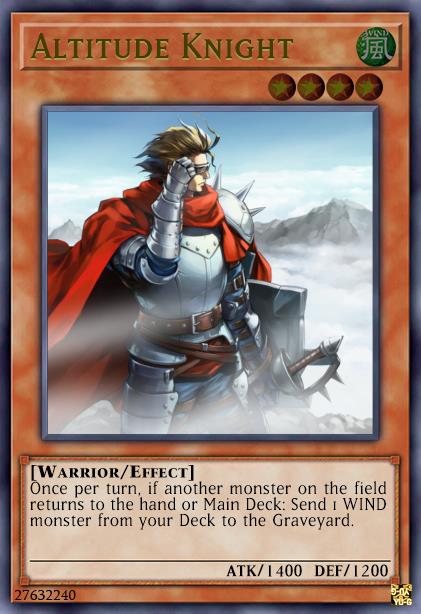 Altitude Knight
WIND
風
[Warrior/Effect]
Once per turn, if another monster on the field
returns to the hand or Main Deck: Send 1 WIND
monster from your Deck to the Graveyard.
ATK/1400 DEF/1200
27632240